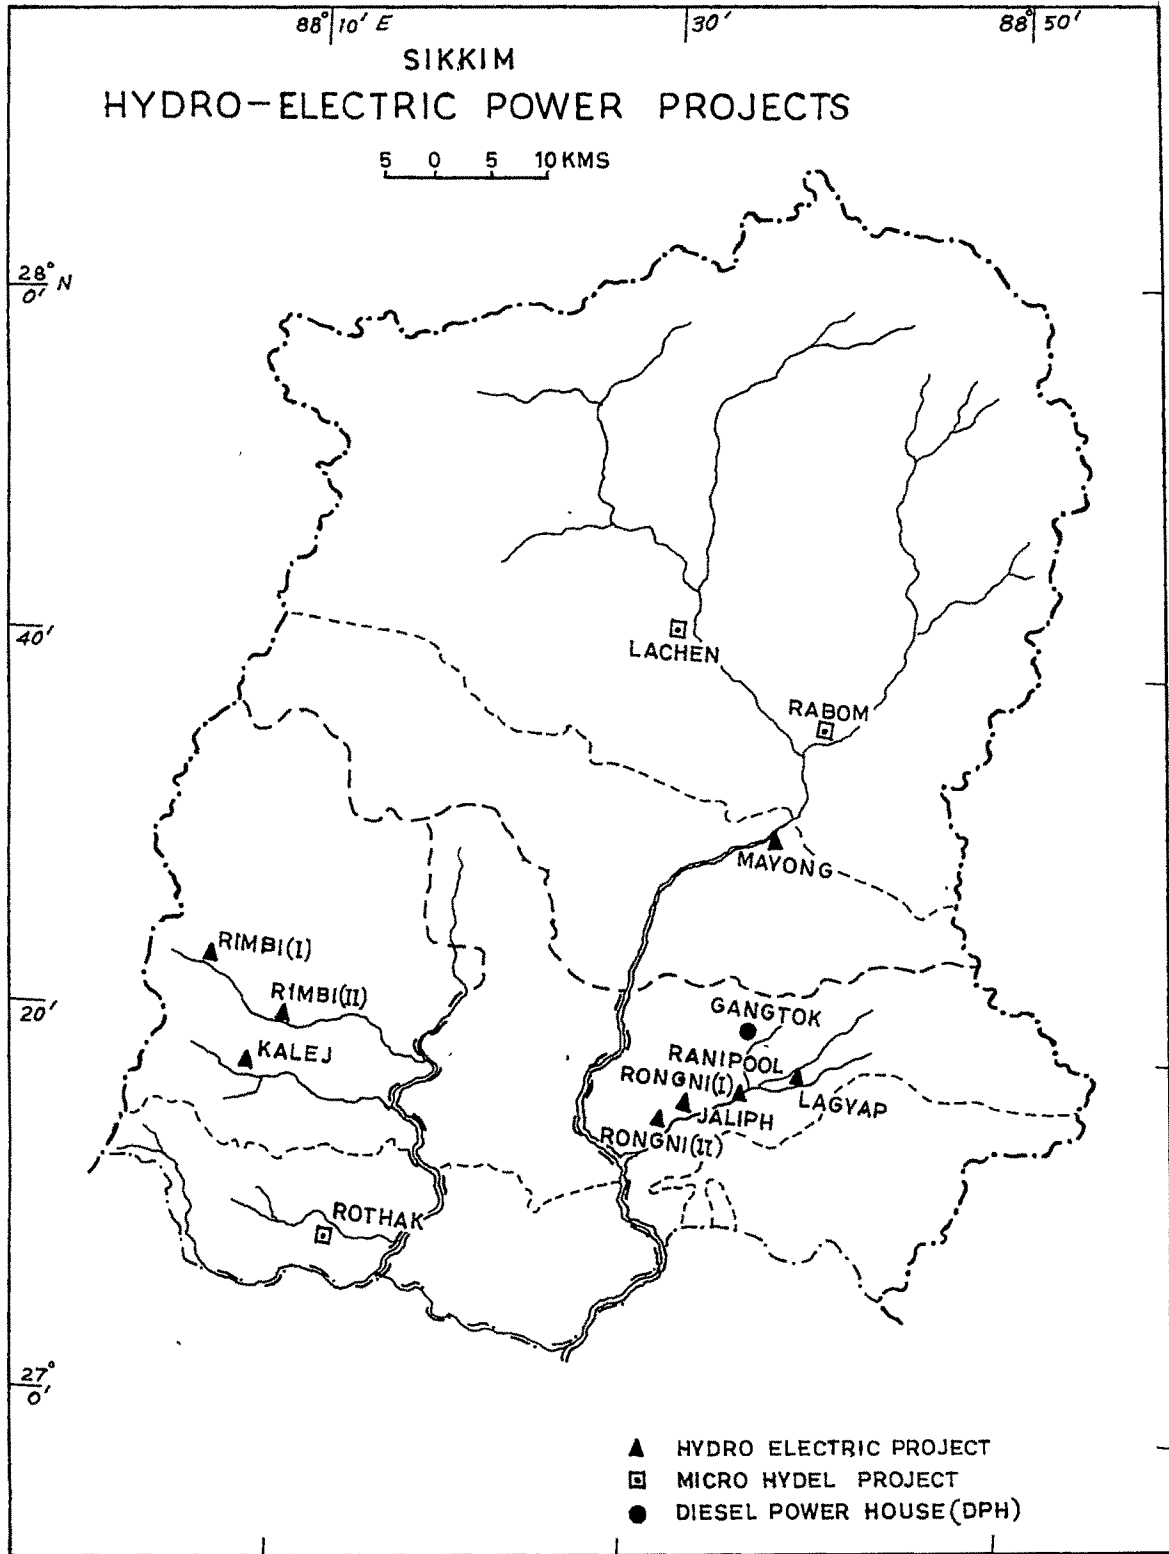 88° 10' E
30'
88° 50'
SIKKIM
HYDRO-ELECTRIC POWER PROJECTS
5 0 5 10 KMS
28° 0' N
40'
LACHEN
RABOM
MAYONG
RIMBI(I)
RIMBI(II)
20'
GANGTOK
KALEJ
RANIPOOL
RONGNI(I)
LAGYAP
JALIPH
RONGNI(II)
ROTHAK
27° 0'
HYDRO ELECTRIC PROJECT
MICRO HYDEL PROJECT
DIESEL POWER HOUSE(DPH)